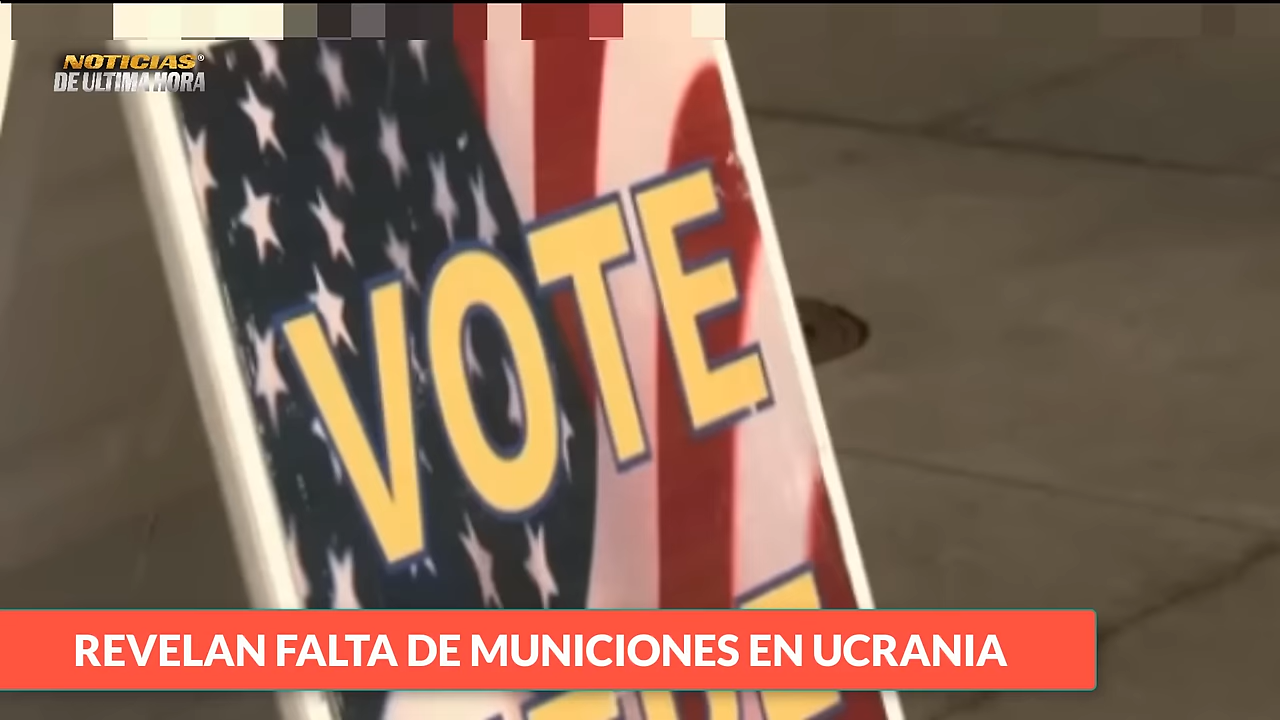 NOTICIAS®
DE ULTIMA HORA
VOTE
REVELAN FALTA DE MUNICIONES EN UCRANIA